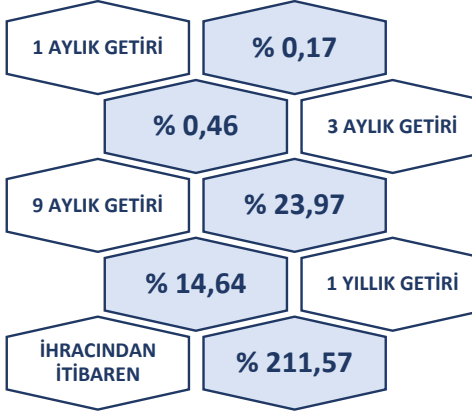 1 AYLIK GETİRİ
% 0,17
% 0,46
3 AYLIK GETİRİ
9 AYLIK GETİRİ
% 23,97
% 14,64
1 YILLIK GETİRİ
İHRACINDAN
İTİBAREN
% 211,57